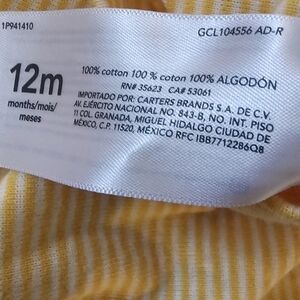 1P941410
GCL104556 AD-R
12m
months/mois/
meses
100% cotton 100 % coton 100% ALGODÓN
RN# 35623 CA# 53061
IMPORTADO POR: CARTERS BRANDS S.A. DE C.V.
AV. EJÉRCITO NACIONAL NO. 843-B, NO. INT. PISO
11 COL. GRANADA, MIGUEL HIDALGO CIUDAD DE
MÉXICO, C.P. 11520, MÉXICO RFC IBB7712286Q8